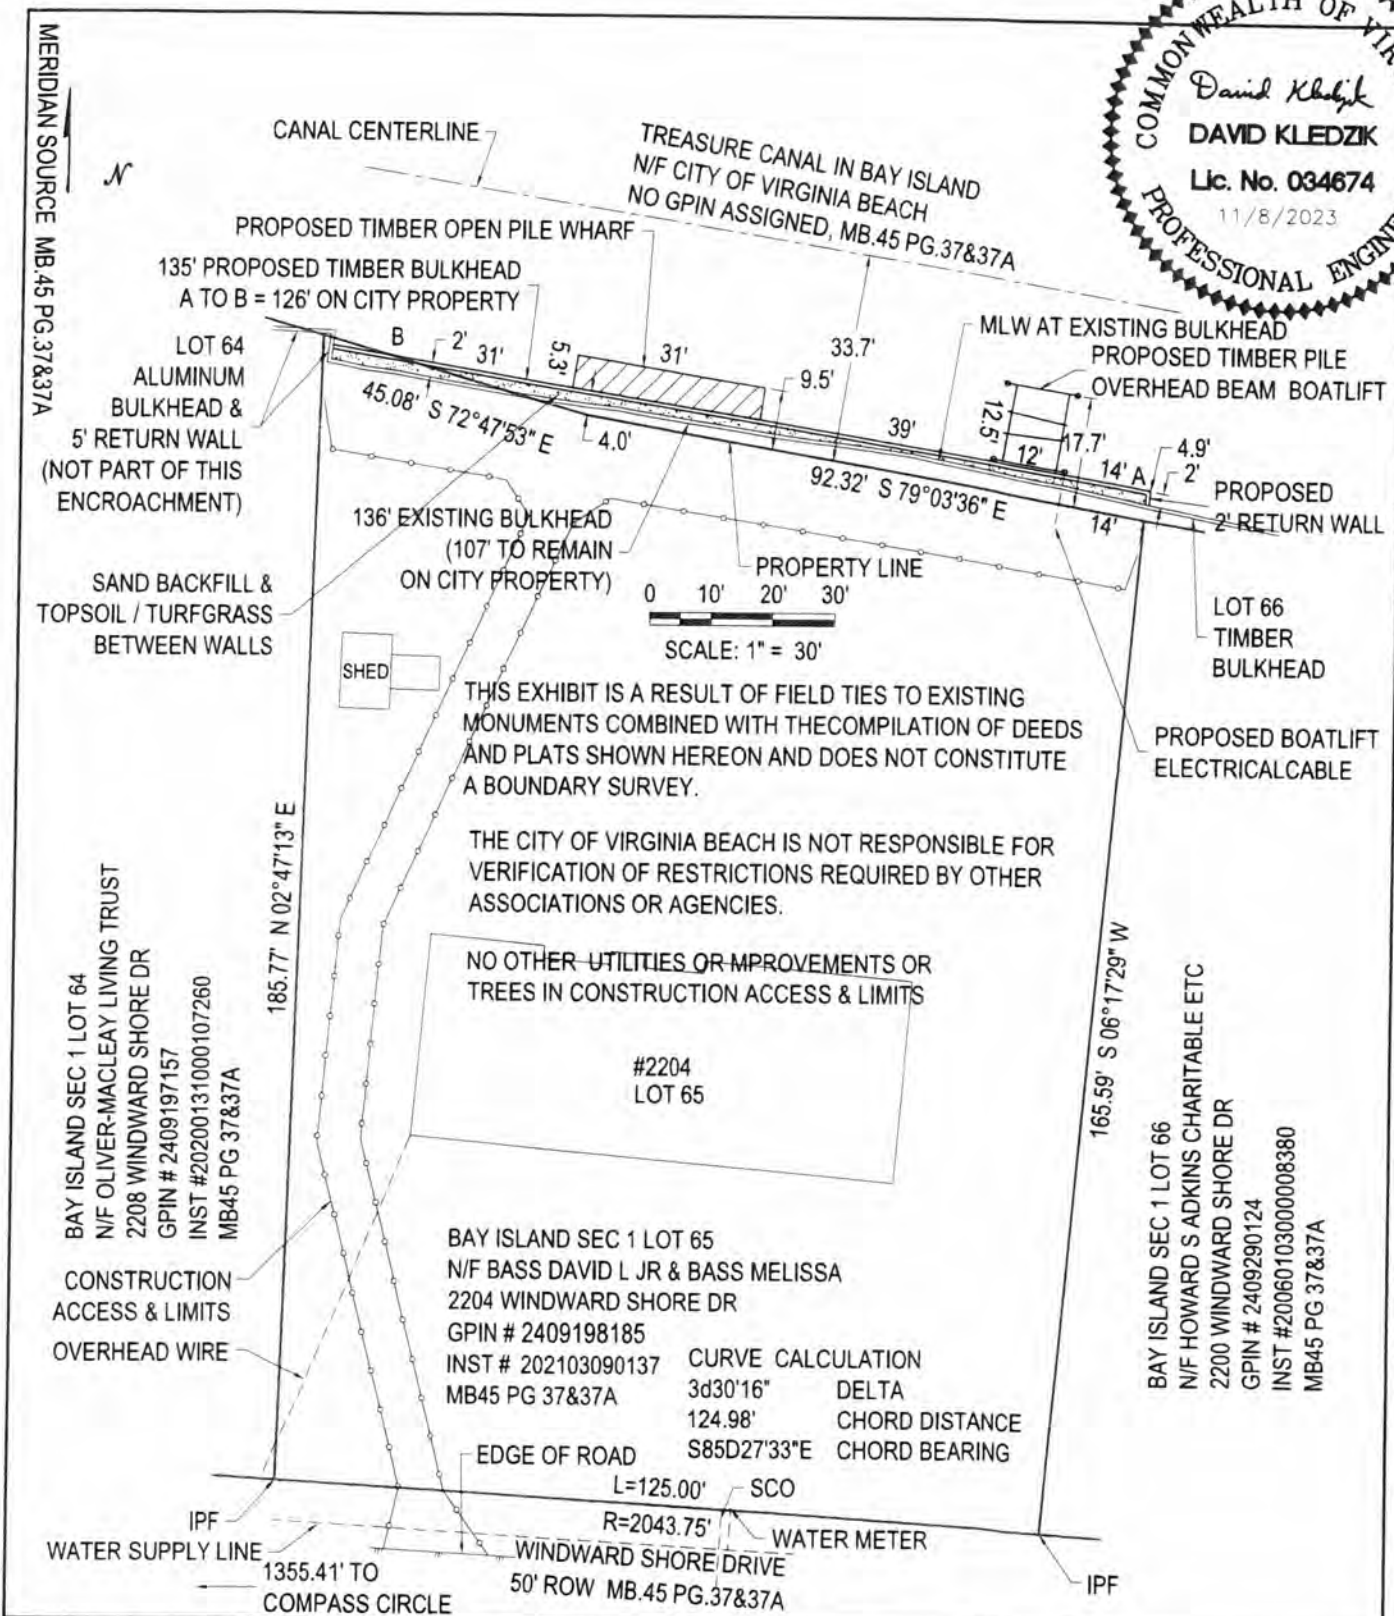 MERIDIAN SOURCE MB.45 PG.37&37A
N
COMMONWEALTH OF VIR
David Kledzik
DAVID KLEDZIK
Lic. No. 034674
11/8/2023
PROFESSIONAL ENGINE
CANAL CENTERLINE
TREASURE CANAL IN BAY ISLAND
N/F CITY OF VIRGINIA BEACH
NO GPIN ASSIGNED, MB.45 PG.37&37A
PROPOSED TIMBER OPEN PILE WHARF
135' PROPOSED TIMBER BULKHEAD
A TO B = 126' ON CITY PROPERTY
LOT 64
ALUMINUM
BULKHEAD &
5' RETURN WALL
(NOT PART OF THIS
ENCROACHMENT)
B
2'
31'
5.3'
31'
9.5'
33.7'
MLW AT EXISTING BULKHEAD
PROPOSED TIMBER PILE
OVERHEAD BEAM BOATLIFT
39'
12.5'
12'
17.7'
14'
A
4.9'
2'
PROPOSED
2' RETURN WALL
45.08' S 72°47'53" E
4.0'
92.32' S 79°03'36" E
14'
136' EXISTING BULKHEAD
(107' TO REMAIN
ON CITY PROPERTY)
PROPERTY LINE
SAND BACKFILL &
TOPSOIL / TURFGRASS
BETWEEN WALLS
0 10' 20' 30'
SCALE: 1" = 30'
LOT 66
TIMBER
BULKHEAD
SHED
THIS EXHIBIT IS A RESULT OF FIELD TIES TO EXISTING
MONUMENTS COMBINED WITH THECOMPILATION OF DEEDS
AND PLATS SHOWN HEREON AND DOES NOT CONSTITUTE
A BOUNDARY SURVEY.
PROPOSED BOATLIFT
ELECTRICALCABLE
THE CITY OF VIRGINIA BEACH IS NOT RESPONSIBLE FOR
VERIFICATION OF RESTRICTIONS REQUIRED BY OTHER
ASSOCIATIONS OR AGENCIES.
NO OTHER UTILITIES OR MPROVEMENTS OR
TREES IN CONSTRUCTION ACCESS & LIMITS
185.77' N 02°47'13" E
165.59' S 06°17'29" W
BAY ISLAND SEC 1 LOT 64
N/F OLIVER-MACLEAY LIVING TRUST
2208 WINDWARD SHORE DR
GPIN # 2409197157
INST #202001310000107260
MB45 PG 37&37A
#2204
LOT 65
BAY ISLAND SEC 1 LOT 66
N/F HOWARD S ADKINS CHARITABLE ETC
2200 WINDWARD SHORE DR
GPIN # 2409290124
INST #200601030000008380
MB45 PG 37&37A
CONSTRUCTION
ACCESS & LIMITS
OVERHEAD WIRE
BAY ISLAND SEC 1 LOT 65
N/F BASS DAVID L JR & BASS MELISSA
2204 WINDWARD SHORE DR
GPIN # 2409198185
INST # 202103090137
MB45 PG 37&37A
CURVE CALCULATION
3d30'16" DELTA
124.98' CHORD DISTANCE
S85D27'33"E CHORD BEARING
EDGE OF ROAD
L=125.00'
SCO
IPF
R=2043.75'
WATER METER
WATER SUPPLY LINE
WINDWARD SHORE DRIVE
50' ROW MB.45 PG.37&37A
1355.41' TO
COMPASS CIRCLE
IPF